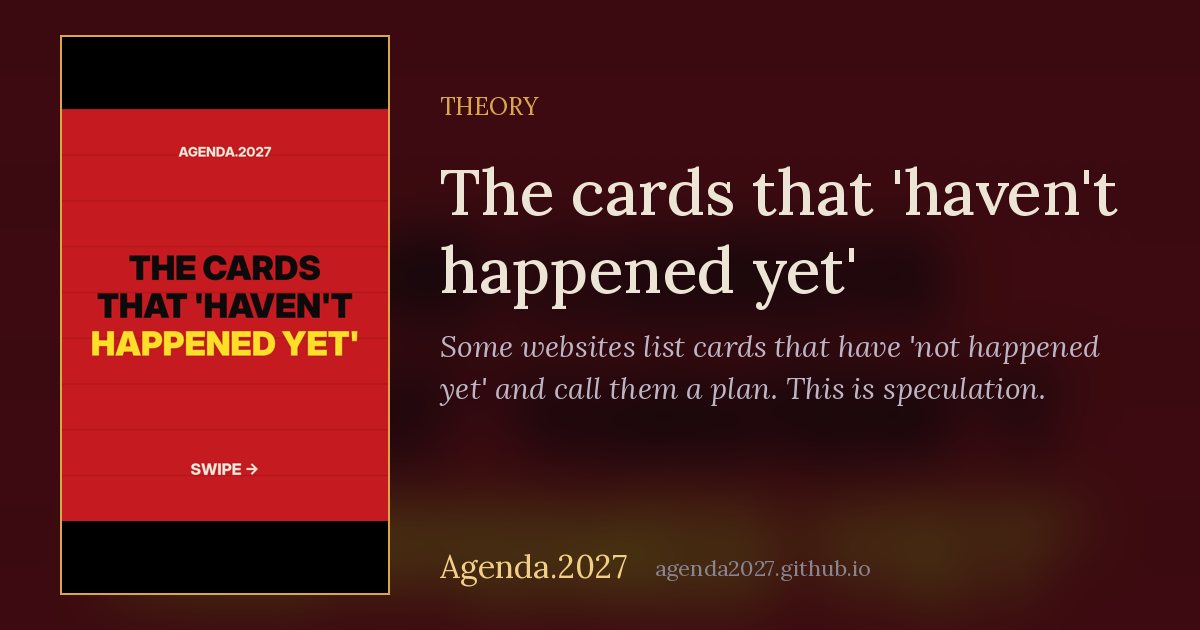 AGENDA.2027
THE CARDS
THAT 'HAVEN'T
HAPPENED YET'
SWIPE →
THEORY
The cards that 'haven't
happened yet'
Some websites list cards that have 'not happened
yet' and call them a plan. This is speculation.
Agenda.2027 agenda2027.github.io